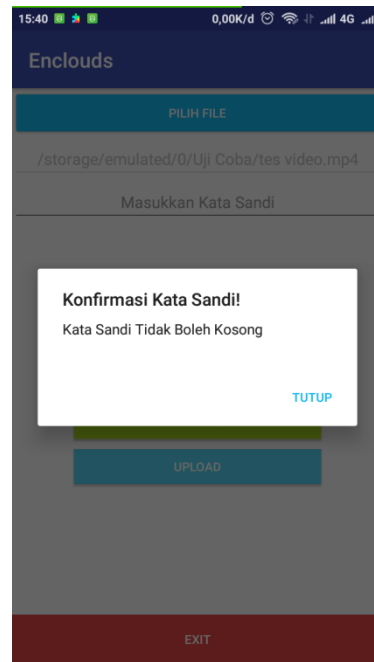 15:40 0,00K/d 4G
Enclouds
PILIH FILE
/storage/emulated/0/Uji Coba/tes video.mp4
Masukkan Kata Sandi
Konfirmasi Kata Sandi!
Kata Sandi Tidak Boleh Kosong
TUTUP
UPLOAD
EXIT